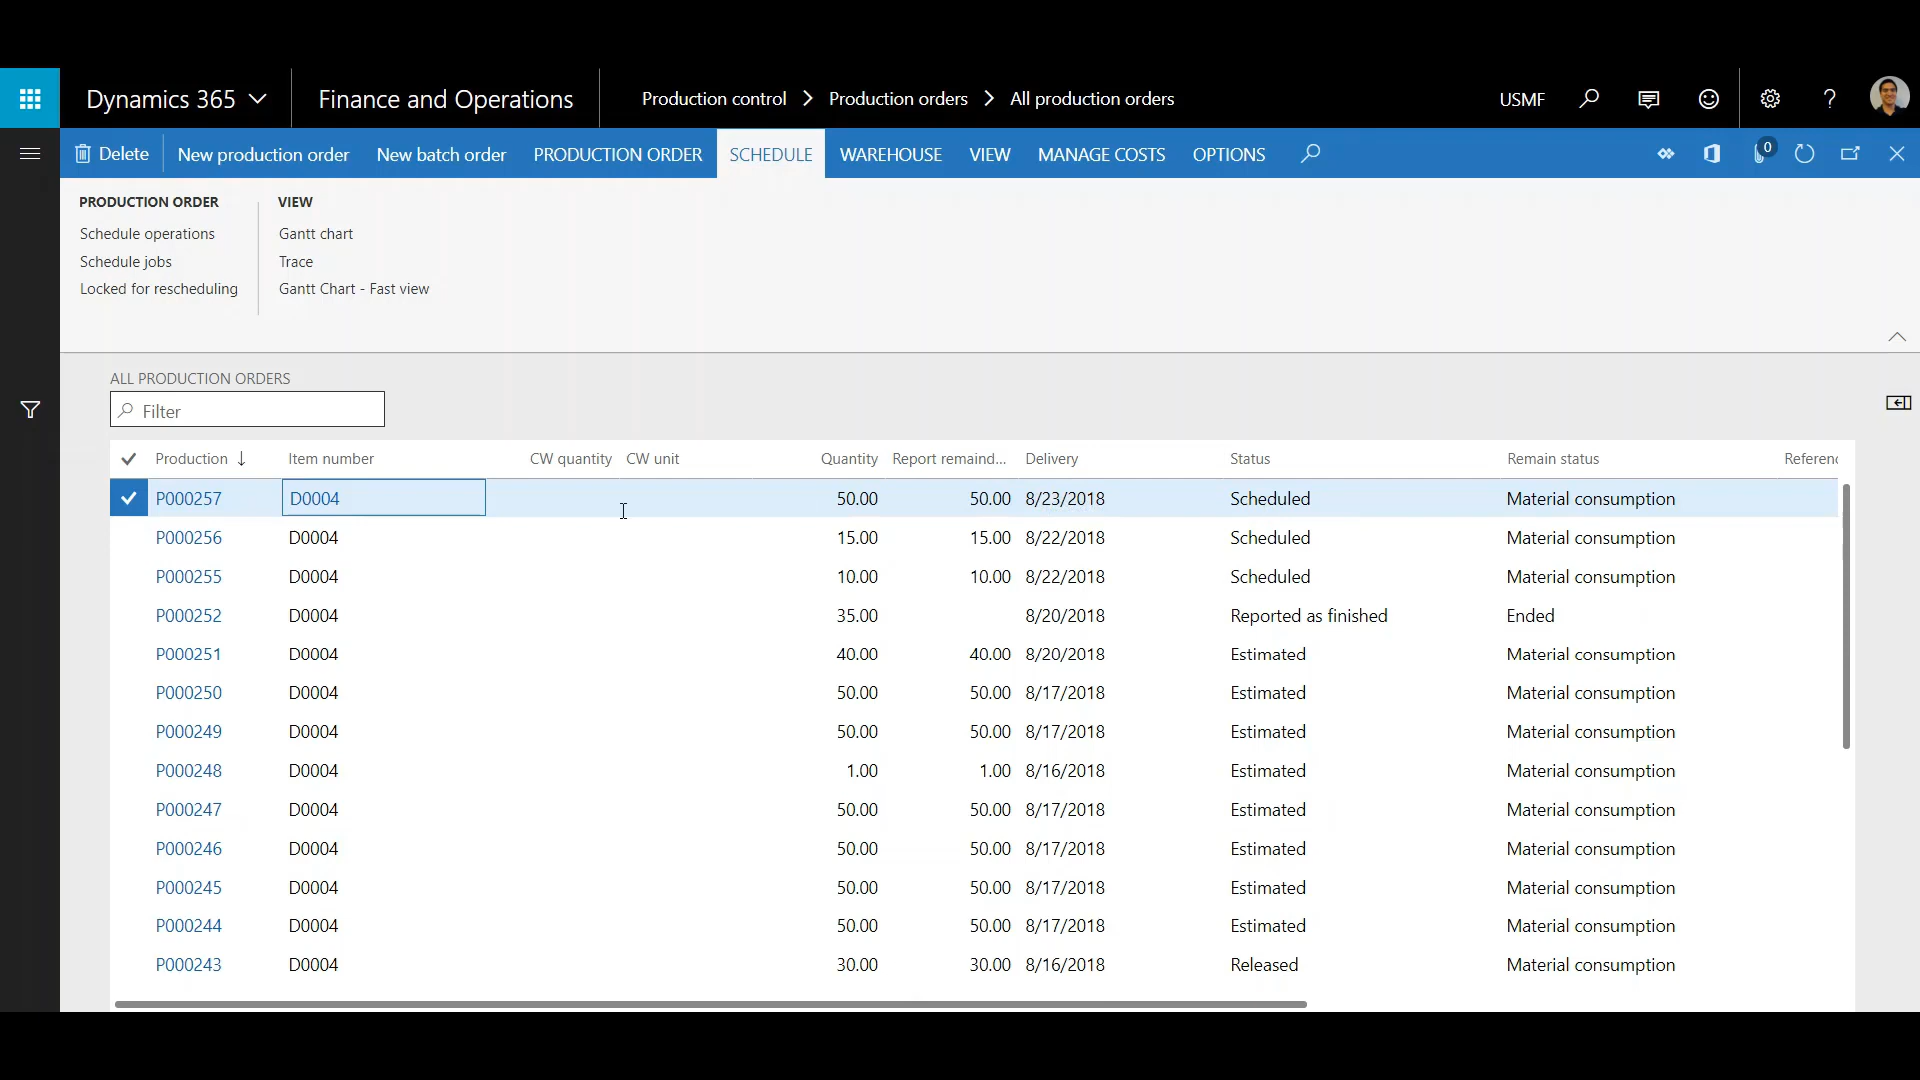 Dynamics 365 Finance and Operations Production control Production orders All production orders USMF ?
Delete New production order New batch order PRODUCTION ORDER SCHEDULE WAREHOUSE VIEW MANAGE COSTS OPTIONS 0
PRODUCTION ORDER VIEW
Schedule operations Gantt chart
Schedule jobs Trace
Locked for rescheduling Gantt Chart - Fast view
ALL PRODUCTION ORDERS
Filter
Production Item number CW quantity CW unit Quantity Report remaind... Delivery Status Remain status Referenc
P000257 D0004 50.00 50.00 8/23/2018 Scheduled Material consumption
P000256 D0004 15.00 15.00 8/22/2018 Scheduled Material consumption
P000255 D0004 10.00 10.00 8/22/2018 Scheduled Material consumption
P000252 D0004 35.00 8/20/2018 Reported as finished Ended
P000251 D0004 40.00 40.00 8/20/2018 Estimated Material consumption
P000250 D0004 50.00 50.00 8/17/2018 Estimated Material consumption
P000249 D0004 50.00 50.00 8/17/2018 Estimated Material consumption
P000248 D0004 1.00 1.00 8/16/2018 Estimated Material consumption
P000247 D0004 50.00 50.00 8/17/2018 Estimated Material consumption
P000246 D0004 50.00 50.00 8/17/2018 Estimated Material consumption
P000245 D0004 50.00 50.00 8/17/2018 Estimated Material consumption
P000244 D0004 50.00 50.00 8/17/2018 Estimated Material consumption
P000243 D0004 30.00 30.00 8/16/2018 Released Material consumption